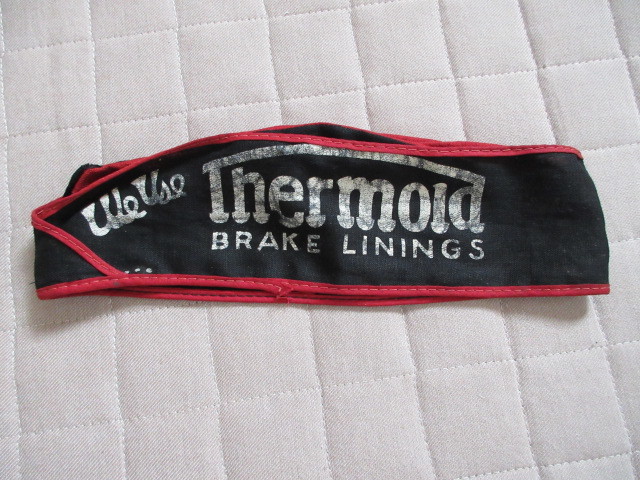 We Use
Thermoid
BRAKE LININGS
...